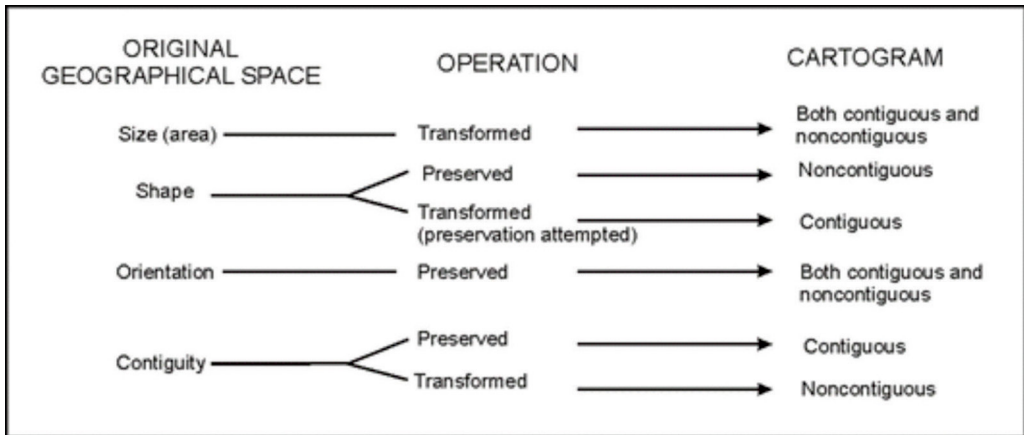 ORIGINAL
GEOGRAPHICAL SPACE
OPERATION
CARTOGRAM
Size (area)
Transformed
Both contiguous and
noncontiguous
Shape
Preserved
Noncontiguous
Transformed
(preservation attempted)
Contiguous
Orientation
Preserved
Both contiguous and
noncontiguous
Contiguity
Preserved
Contiguous
Transformed
Noncontiguous